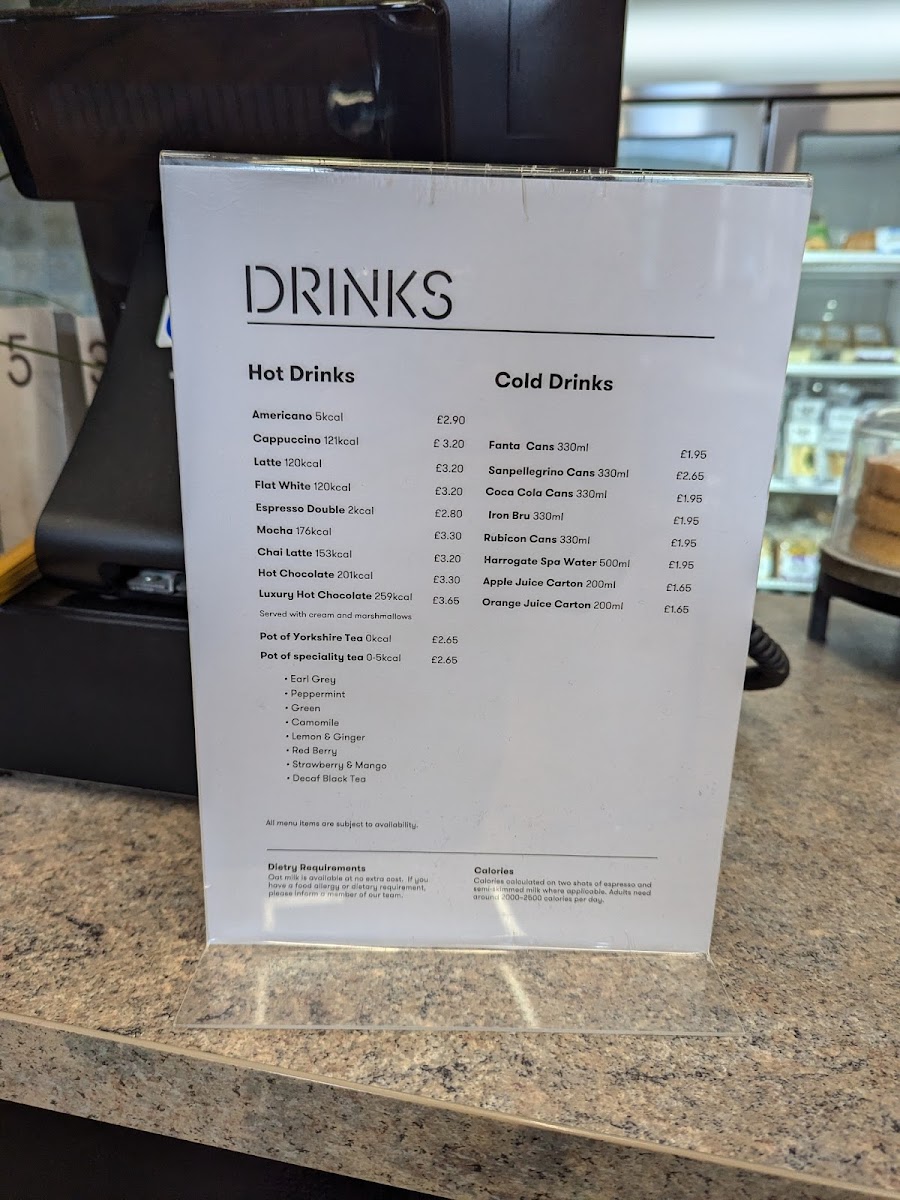 DRINKS
Hot Drinks
Americano 5kcal £2.90
Cappuccino 121kcal £ 3.20
Latte 120kcal £3.20
Flat White 120kcal £3.20
Espresso Double 2kcal £2.80
Mocha 176kcal £3.30
Chai Latte 153kcal £3.20
Hot Chocolate 201kcal £3.30
Luxury Hot Chocolate 259kcal £3.65
Served with cream and marshmallows
Pot of Yorkshire Tea 0kcal £2.65
Pot of speciality tea 0-5kcal £2.65
• Earl Grey
• Peppermint
• Green
• Camomile
• Lemon & Ginger
• Red Berry
• Strawberry & Mango
• Decaf Black Tea
Cold Drinks
Fanta Cans 330ml £1.95
Sanpellegrino Cans 330ml £2.65
Coca Cola Cans 330ml £1.95
Iron Bru 330ml £1.95
Rubicon Cans 330ml £1.95
Harrogate Spa Water 500ml £1.95
Apple Juice Carton 200ml £1.65
Orange Juice Carton 200ml £1.65
All menu items are subject to availability.
Dietry Requirements
Oat milk is available at no extra cost. If you
have a food allergy or dietary requirement,
please inform a member of our team.
Calories
Calories calculated on two shots of espresso and
semi-skimmed milk where applicable. Adults need
around 2000-2500 calories per day.
5
3